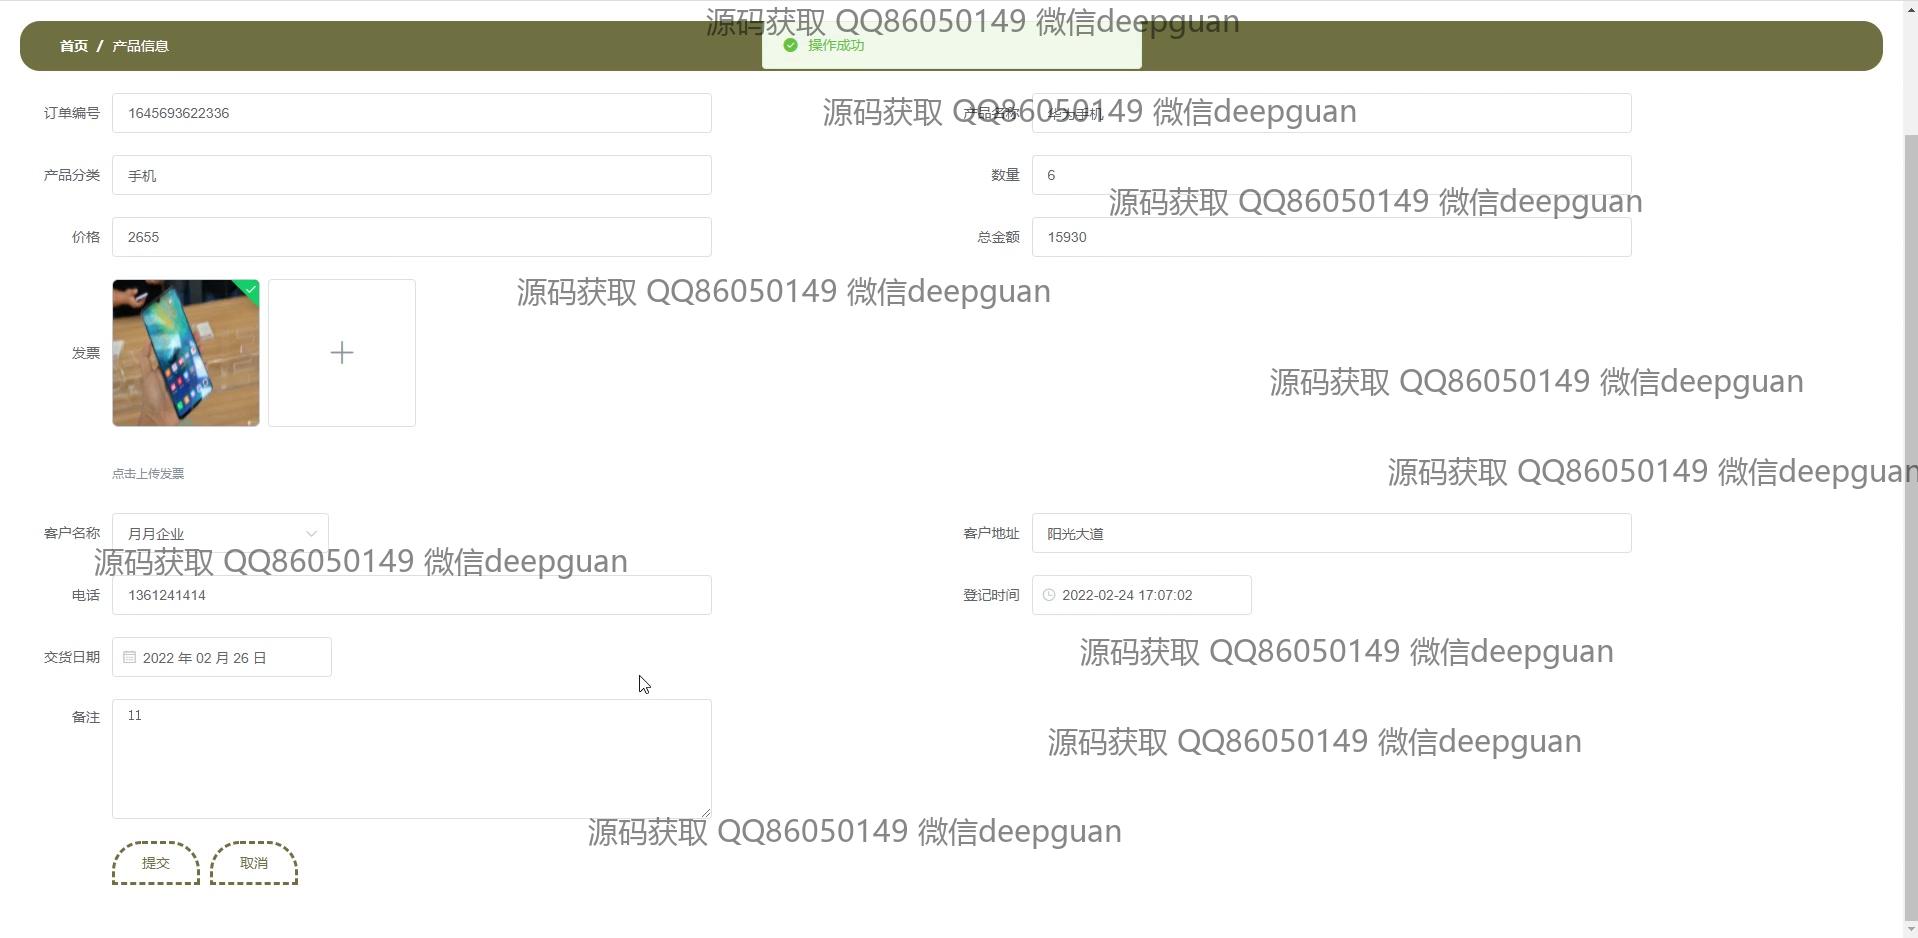 源码获取 QQ86050149 微信deepguan
首页 / 产品信息
操作成功
订单编号 1645693622336
源码获取 QQ86050149 微信deepguan
产品名称 华为手机
产品分类 手机
数量 6
源码获取 QQ86050149 微信deepguan
价格 2655
总金额 15930
源码获取 QQ86050149 微信deepguan
发票
源码获取 QQ86050149 微信deepguan
点击上传发票
源码获取 QQ86050149 微信deepguan
客户名称 月月企业
客户地址 阳光大道
源码获取 QQ86050149 微信deepguan
电话 1361241414
登记时间 2022-02-24 17:07:02
交货日期 2022 年 02 月 26 日
源码获取 QQ86050149 微信deepguan
备注 11
源码获取 QQ86050149 微信deepguan
源码获取 QQ86050149 微信deepguan
提交 取消